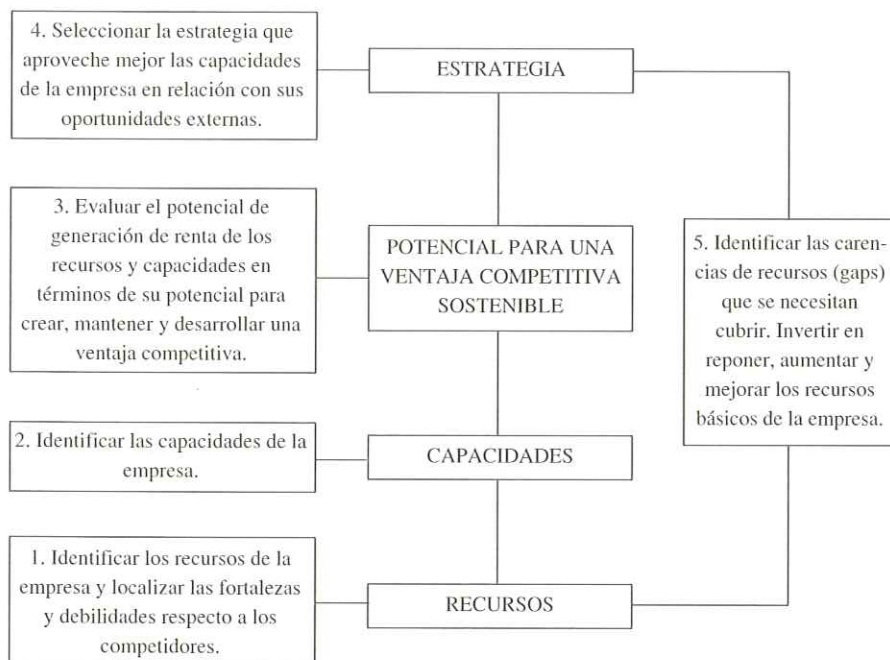 4. Seleccionar la estrategia que
aproveche mejor las capacidades
de la empresa en relación con sus
oportunidades externas.
ESTRATEGIA
3. Evaluar el potencial de
generación de renta de los
recursos y capacidades en
términos de su potencial para
crear, mantener y desarrollar una
ventaja competitiva.
POTENCIAL PARA UNA
VENTAJA COMPETITIVA
SOSTENIBLE
5. Identificar las caren-
cias de recursos (gaps)
que se necesitan
cubrir. Invertir en
reponer, aumentar y
mejorar los recursos
básicos de la empresa.
2. Identificar las capacidades de la
empresa.
CAPACIDADES
1. Identificar los recursos de la
empresa y localizar las fortalezas
y debilidades respecto a los
competidores.
RECURSOS